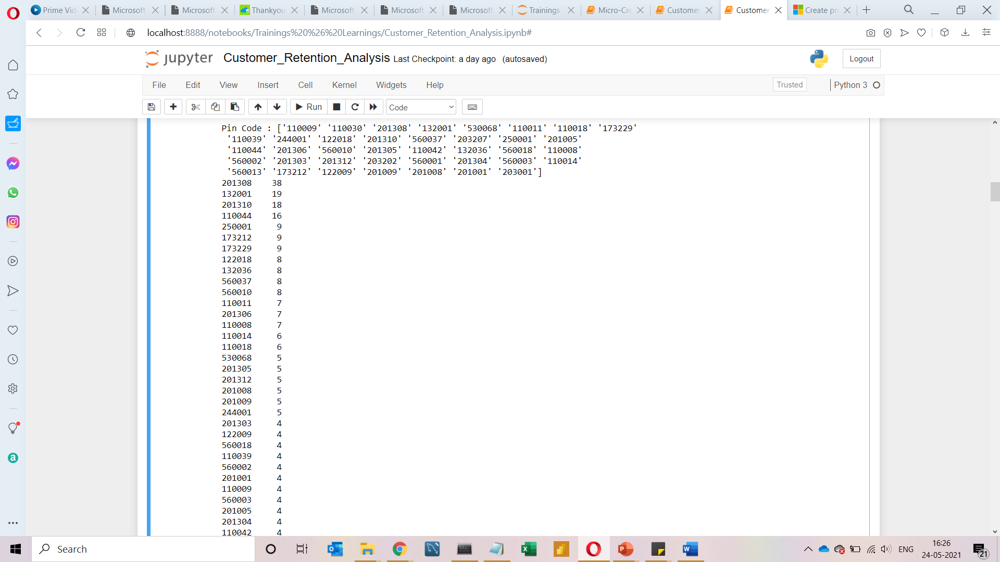 Prime Vid
Microsoft
Microsoft
Thankyou
Microsoft
Microsoft
Microsoft
Trainings
Micro-Cre
Customer
Customer
Create pr
localhost:8888/notebooks/Trainings%20%26%20Learnings/Customer_Retention_Analysis.ipynb#
jupyter Customer_Retention_Analysis Last Checkpoint: a day ago (autosaved)
Logout
File Edit View Insert Cell Kernel Widgets Help
Trusted
Python 3
Run
Code
Pin Code : ['110009' '110030' '201308' '132001' '530068' '110011' '110018' '173229'
'110039' '244001' '122018' '201310' '560037' '203207' '250001' '201005'
'110044' '201306' '560010' '201305' '110042' '132036' '560018' '110008'
'560002' '201303' '201312' '203202' '560001' '201304' '560003' '110014'
'560013' '173212' '122009' '201009' '201008' '201001' '203001']
201308 38
132001 19
201310 18
110044 16
250001 9
173212 9
173229 9
122018 8
132036 8
560037 8
560010 8
110011 7
201306 7
110008 7
110014 6
110018 6
530068 5
201305 5
201312 5
201008 5
201009 5
244001 5
201303 4
122009 4
560018 4
110039 4
560002 4
201001 4
110009 4
560003 4
201005 4
201304 4
110042 4
Search
ENG
16:26
24-05-2021
21